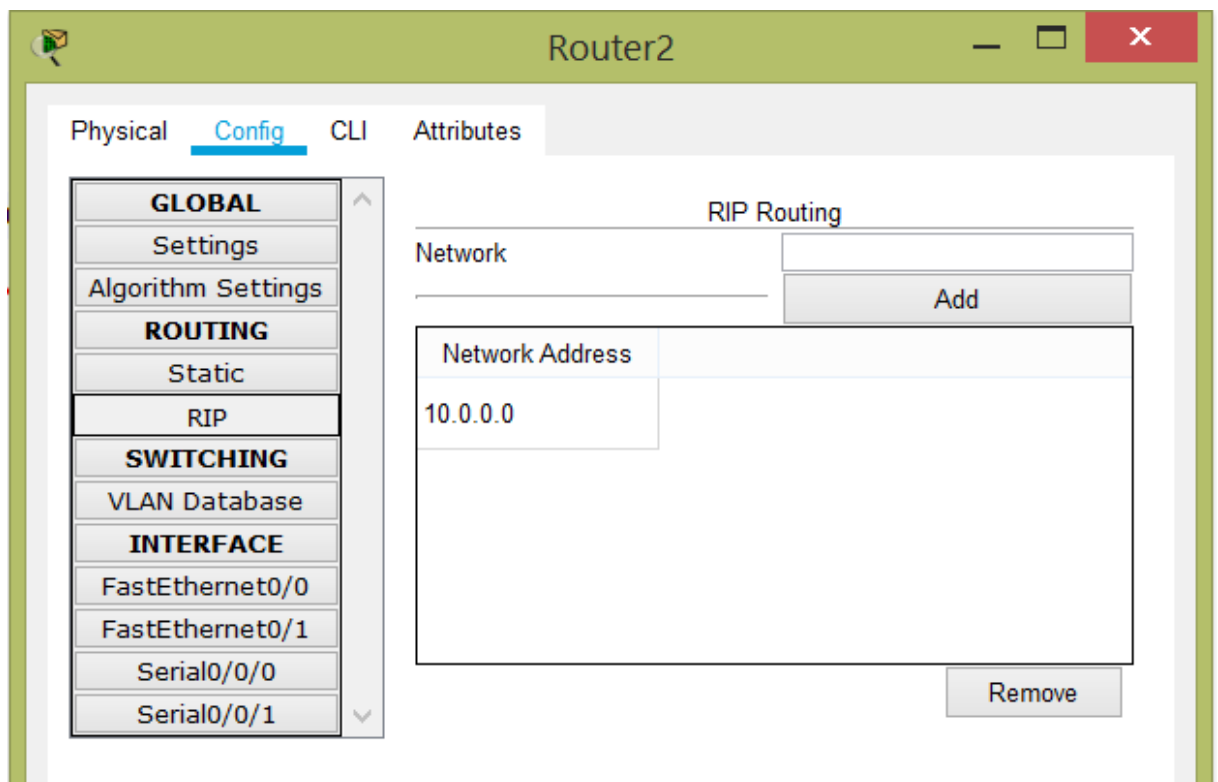 Router2
Physical Config CLI Attributes
GLOBAL
Settings
Algorithm Settings
ROUTING
Static
RIP
SWITCHING
VLAN Database
INTERFACE
FastEthernet0/0
FastEthernet0/1
Serial0/0/0
Serial0/0/1
RIP Routing
Network
Add
Network Address
10.0.0.0
Remove